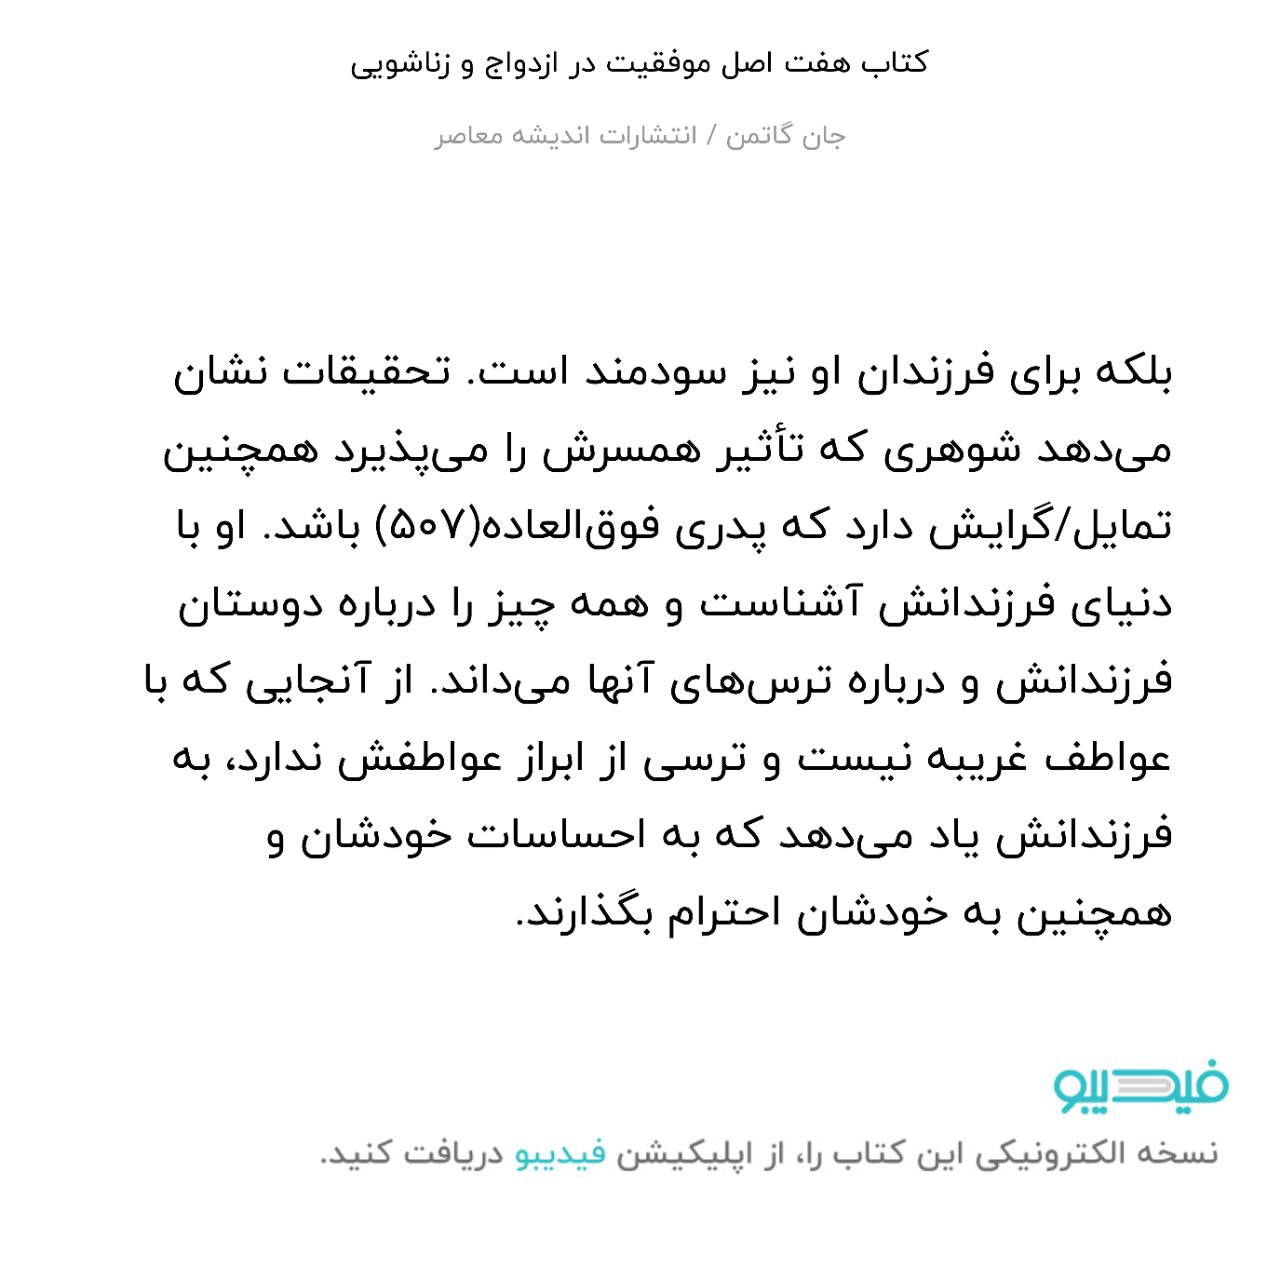 کتاب هفت اصل موفقیت در ازدواج و زناشویی
جان گاتمن / انتشارات اندیشه معاصر
بلکه برای فرزندان او نیز سودمند است. تحقیقات نشان
می‌دهد شوهری که تأثیر همسرش را می‌پذیرد همچنین
تمایل/گرایش دارد که پدری فوق‌العاده(۵۰۷) باشد. او با
دنیای فرزندانش آشناست و همه چیز را درباره دوستان
فرزندانش و درباره ترس‌های آنها می‌داند. از آنجایی که با
عواطف غریبه نیست و ترسی از ابراز عواطفش ندارد، به
فرزندانش یاد می‌دهد که به احساسات خودشان و
همچنین به خودشان احترام بگذارند.
فیدیبو
نسخه الکترونیکی این کتاب را، از اپلیکیشن فیدیبو دریافت کنید.